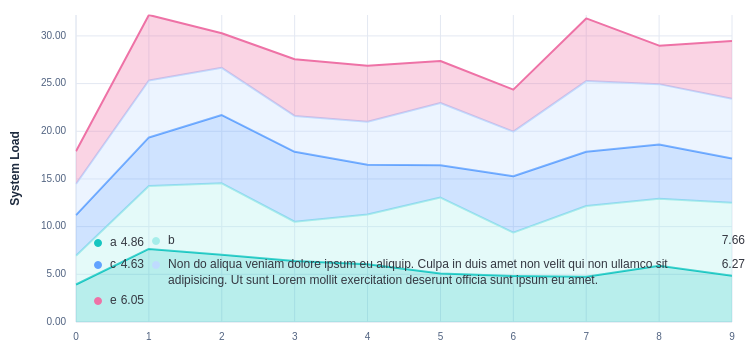 30.00
25.00
20.00
15.00
10.00
5.00
0.00
System Load
a 4.86
b
7.66
c 4.63
Non do aliqua veniam dolore ipsum eu aliquip. Culpa in duis amet non velit qui non ullamco sit
6.27
adipisicing. Ut sunt Lorem mollit exercitation deserunt officia sunt ipsum eu amet.
e 6.05
0 1 2 3 4 5 6 7 8 9